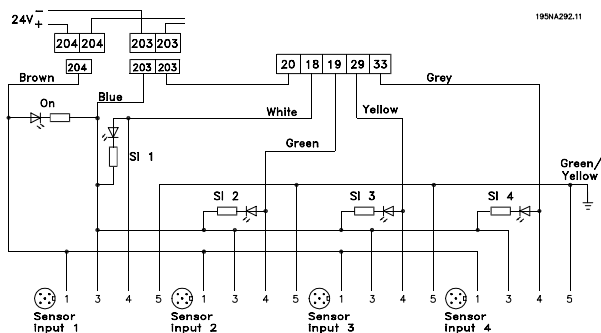 195NA292.11
24V − +
204 204 203 203
204 203 203 20 18 19 29 33
Brown
Grey
Blue
On
White
Yellow
Green
SI 1
Green/
Yellow
SI 2 SI 3 SI 4
1 3 4 5 1 3 4 5 1 3 4 5 1 3 4 5
Sensor input 1
Sensor input 2
Sensor input 3
Sensor input 4